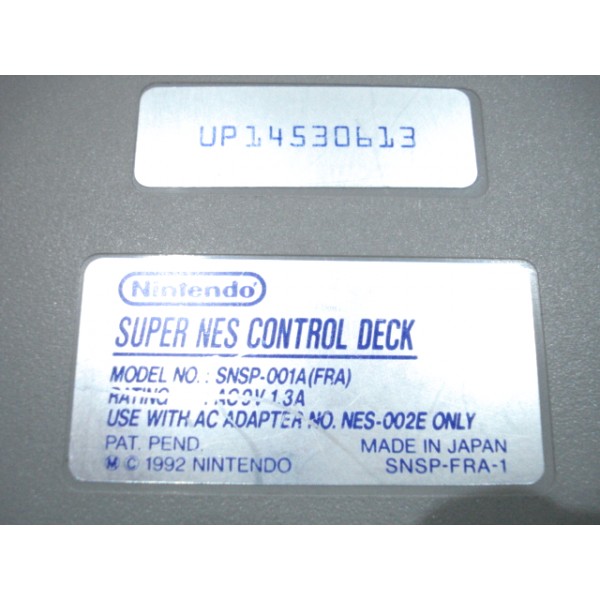 UP14530613
Nintendo
SUPER NES CONTROL DECK
MODEL NO. : SNSP-001A(FRA)
RATING : AC9V 1.3A
USE WITH AC ADAPTER NO. NES-002E ONLY
PAT. PEND. MADE IN JAPAN
M © 1992 NINTENDO SNSP-FRA-1